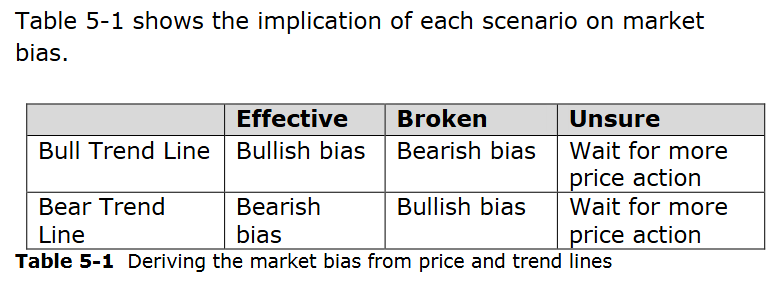 Table 5-1 shows the implication of each scenario on market
bias.
Effective Broken Unsure
Bull Trend Line Bullish bias Bearish bias Wait for more
price action
Bear Trend Bearish Bullish bias Wait for more
Line bias price action
Table 5-1 Deriving the market bias from price and trend lines